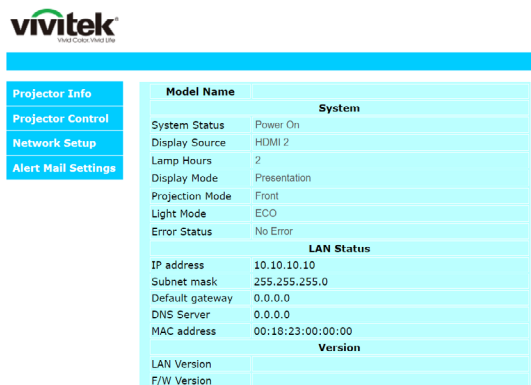 vivitek
Vivid Color, Vivid Life
Projector Info
Projector Control
Network Setup
Alert Mail Settings
Model Name
System
System Status Power On
Display Source HDMI 2
Lamp Hours 2
Display Mode Presentation
Projection Mode Front
Light Mode ECO
Error Status No Error
LAN Status
IP address 10.10.10.10
Subnet mask 255.255.255.0
Default gateway 0.0.0.0
DNS Server 0.0.0.0
MAC address 00:18:23:00:00:00
Version
LAN Version
F/W Version